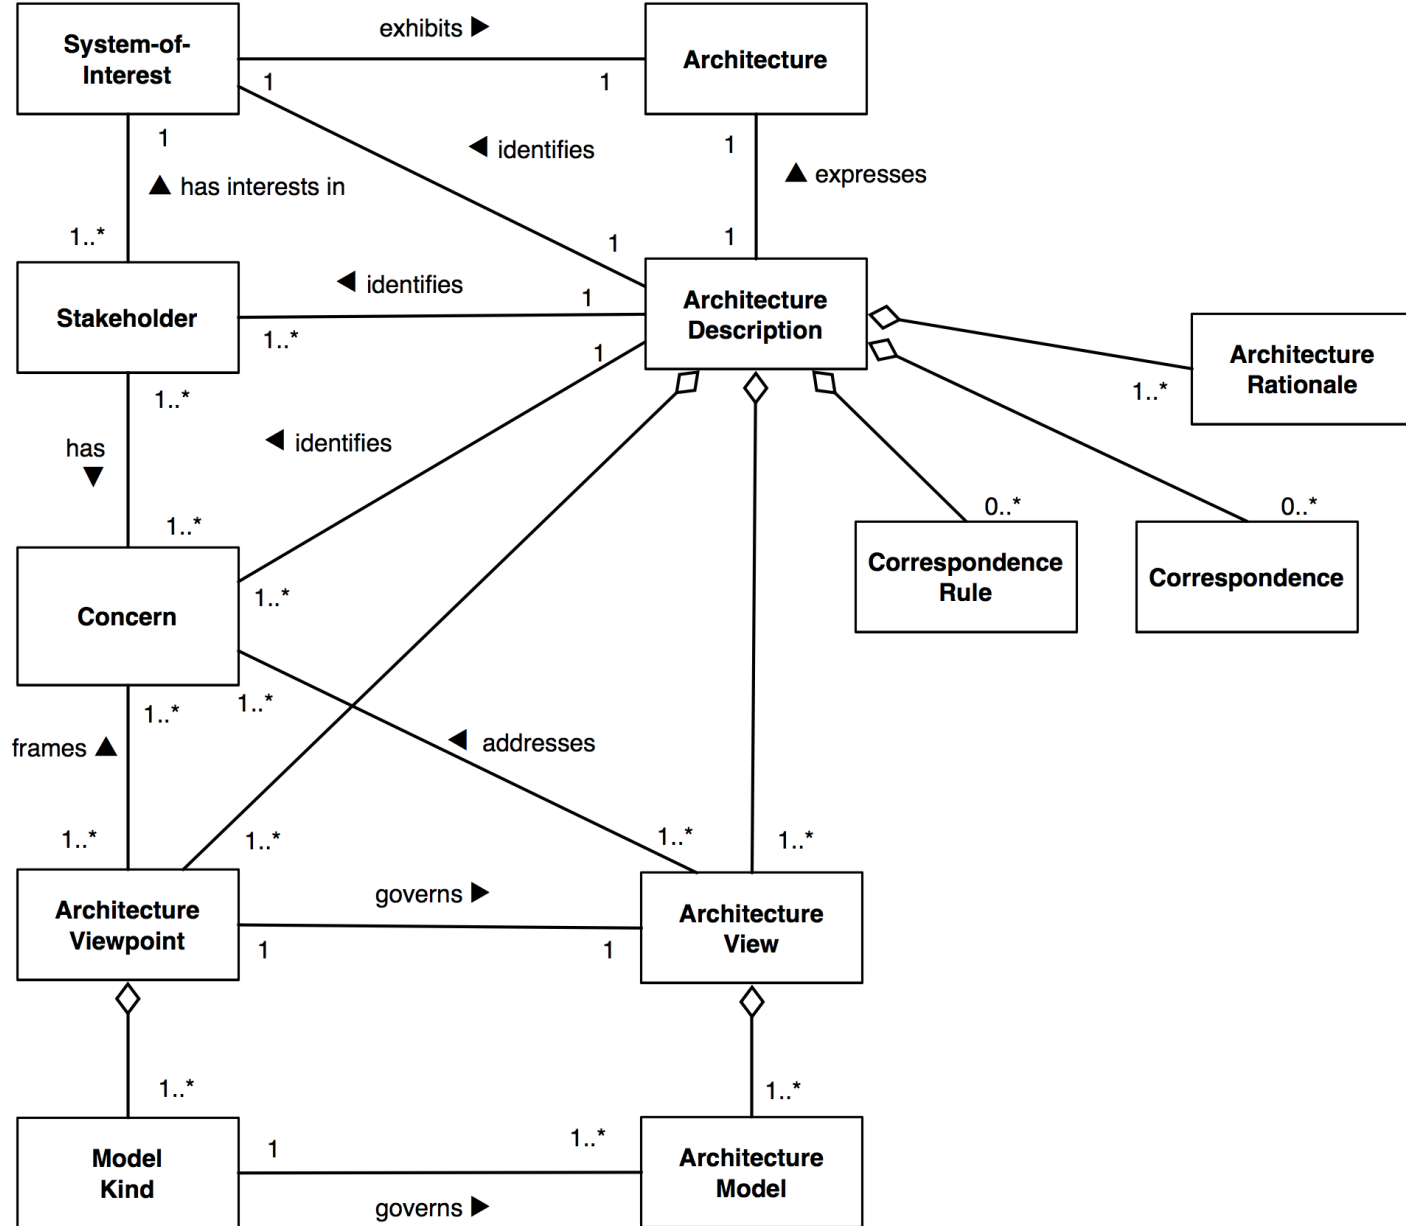 System-of-
Interest
exhibits ▶
Architecture
1
1
1
◀ identifies
1
▲ has interests in
▲ expresses
1..*
1
1
◀ identifies
1
Stakeholder
1..*
Architecture
Description
1
Architecture
Rationale
1..*
1..*
has
▼
◀ identifies
1..*
0..*
0..*
Correspondence
Rule
Correspondence
Concern
1..*
1..*
1..*
frames ▲
◀ addresses
1..*
1..*
1..*
1..*
Architecture
Viewpoint
governs ▶
Architecture
View
1
1
1..*
1..*
Model
Kind
1
1..*
governs ▶
Architecture
Model